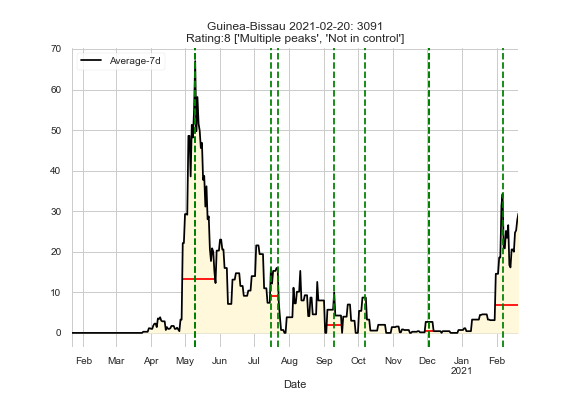 Guinea-Bissau 2021-02-20: 3091
Rating:8 ['Multiple peaks', 'Not in control']
Average-7d
70
60
50
40
30
20
10
0
Feb Mar Apr May Jun Jul Aug Sep Oct Nov Dec Jan Feb
2021
Date